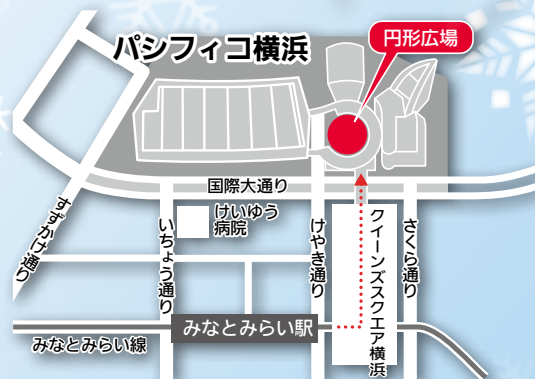 パシフィコ横浜
円形広場
国際大通り
けいゆう
病院
すずかけ通り
いちょう通り
けやき通り
クイーンズスクエア横浜
さくら通り
みなとみらい駅
みなとみらい線